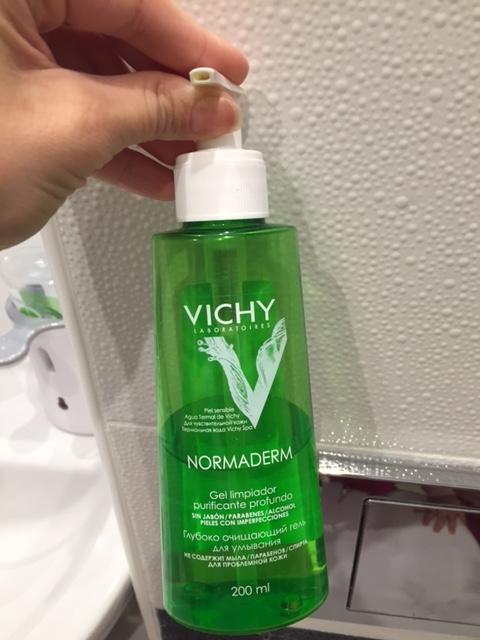 VICHY
LABORATOIRES
Piel sensible
Agua Termal de Vichy
Для чувствительной кожи
Термальная вода Vichy Spa
NORMADERM
Gel limpiador
purificante profundo
SIN JABÓN/PARABENES/ALCOHOL
PIELES CON IMPERFECCIONES
Глубоко очищающий гель
для умывания
НЕ СОДЕРЖИТ МЫЛА/ПАРАБЕНОВ/СПИРТА
ДЛЯ ПРОБЛЕМНОЙ КОЖИ
200 ml